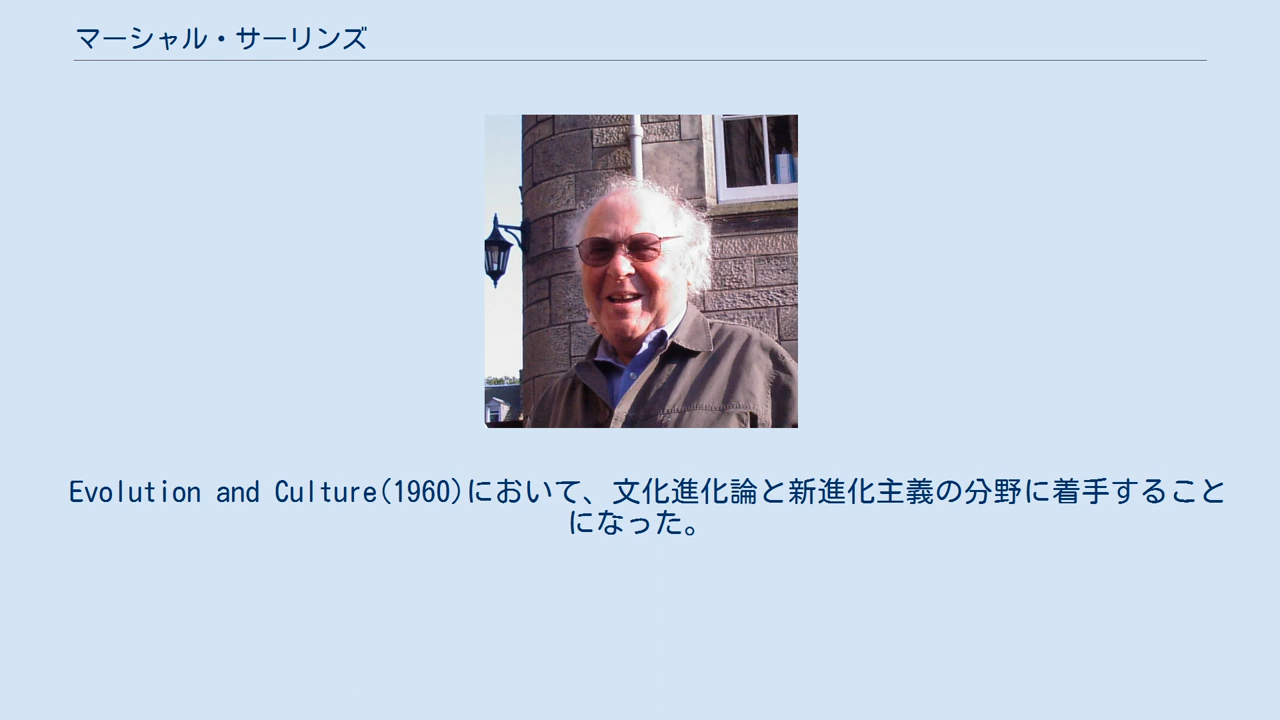 マーシャル・サーリンズ
Evolution and Culture(1960)において、文化進化論と新進化主義の分野に着手すること
になった。